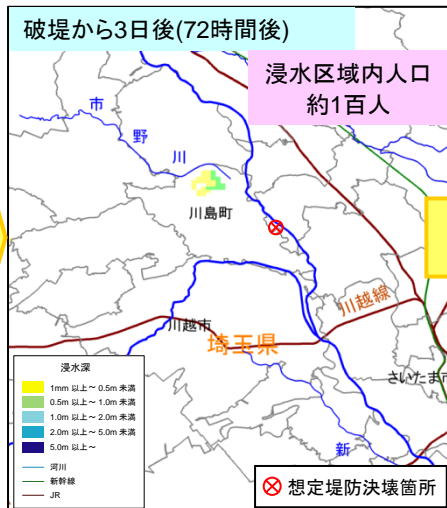 破堤から3日後(72時間後)
浸水区域内人口
約1百人
市
野
川
川島町
川越線
川越市
埼玉県
さいたま市
新
浸水深
1mm 以上～ 0.5m 未満
0.5m 以上～ 1.0m 未満
1.0m 以上～ 2.0m 未満
2.0m 以上～ 5.0m 未満
5.0m 以上～
河川
新幹線
JR
想定堤防決壊箇所